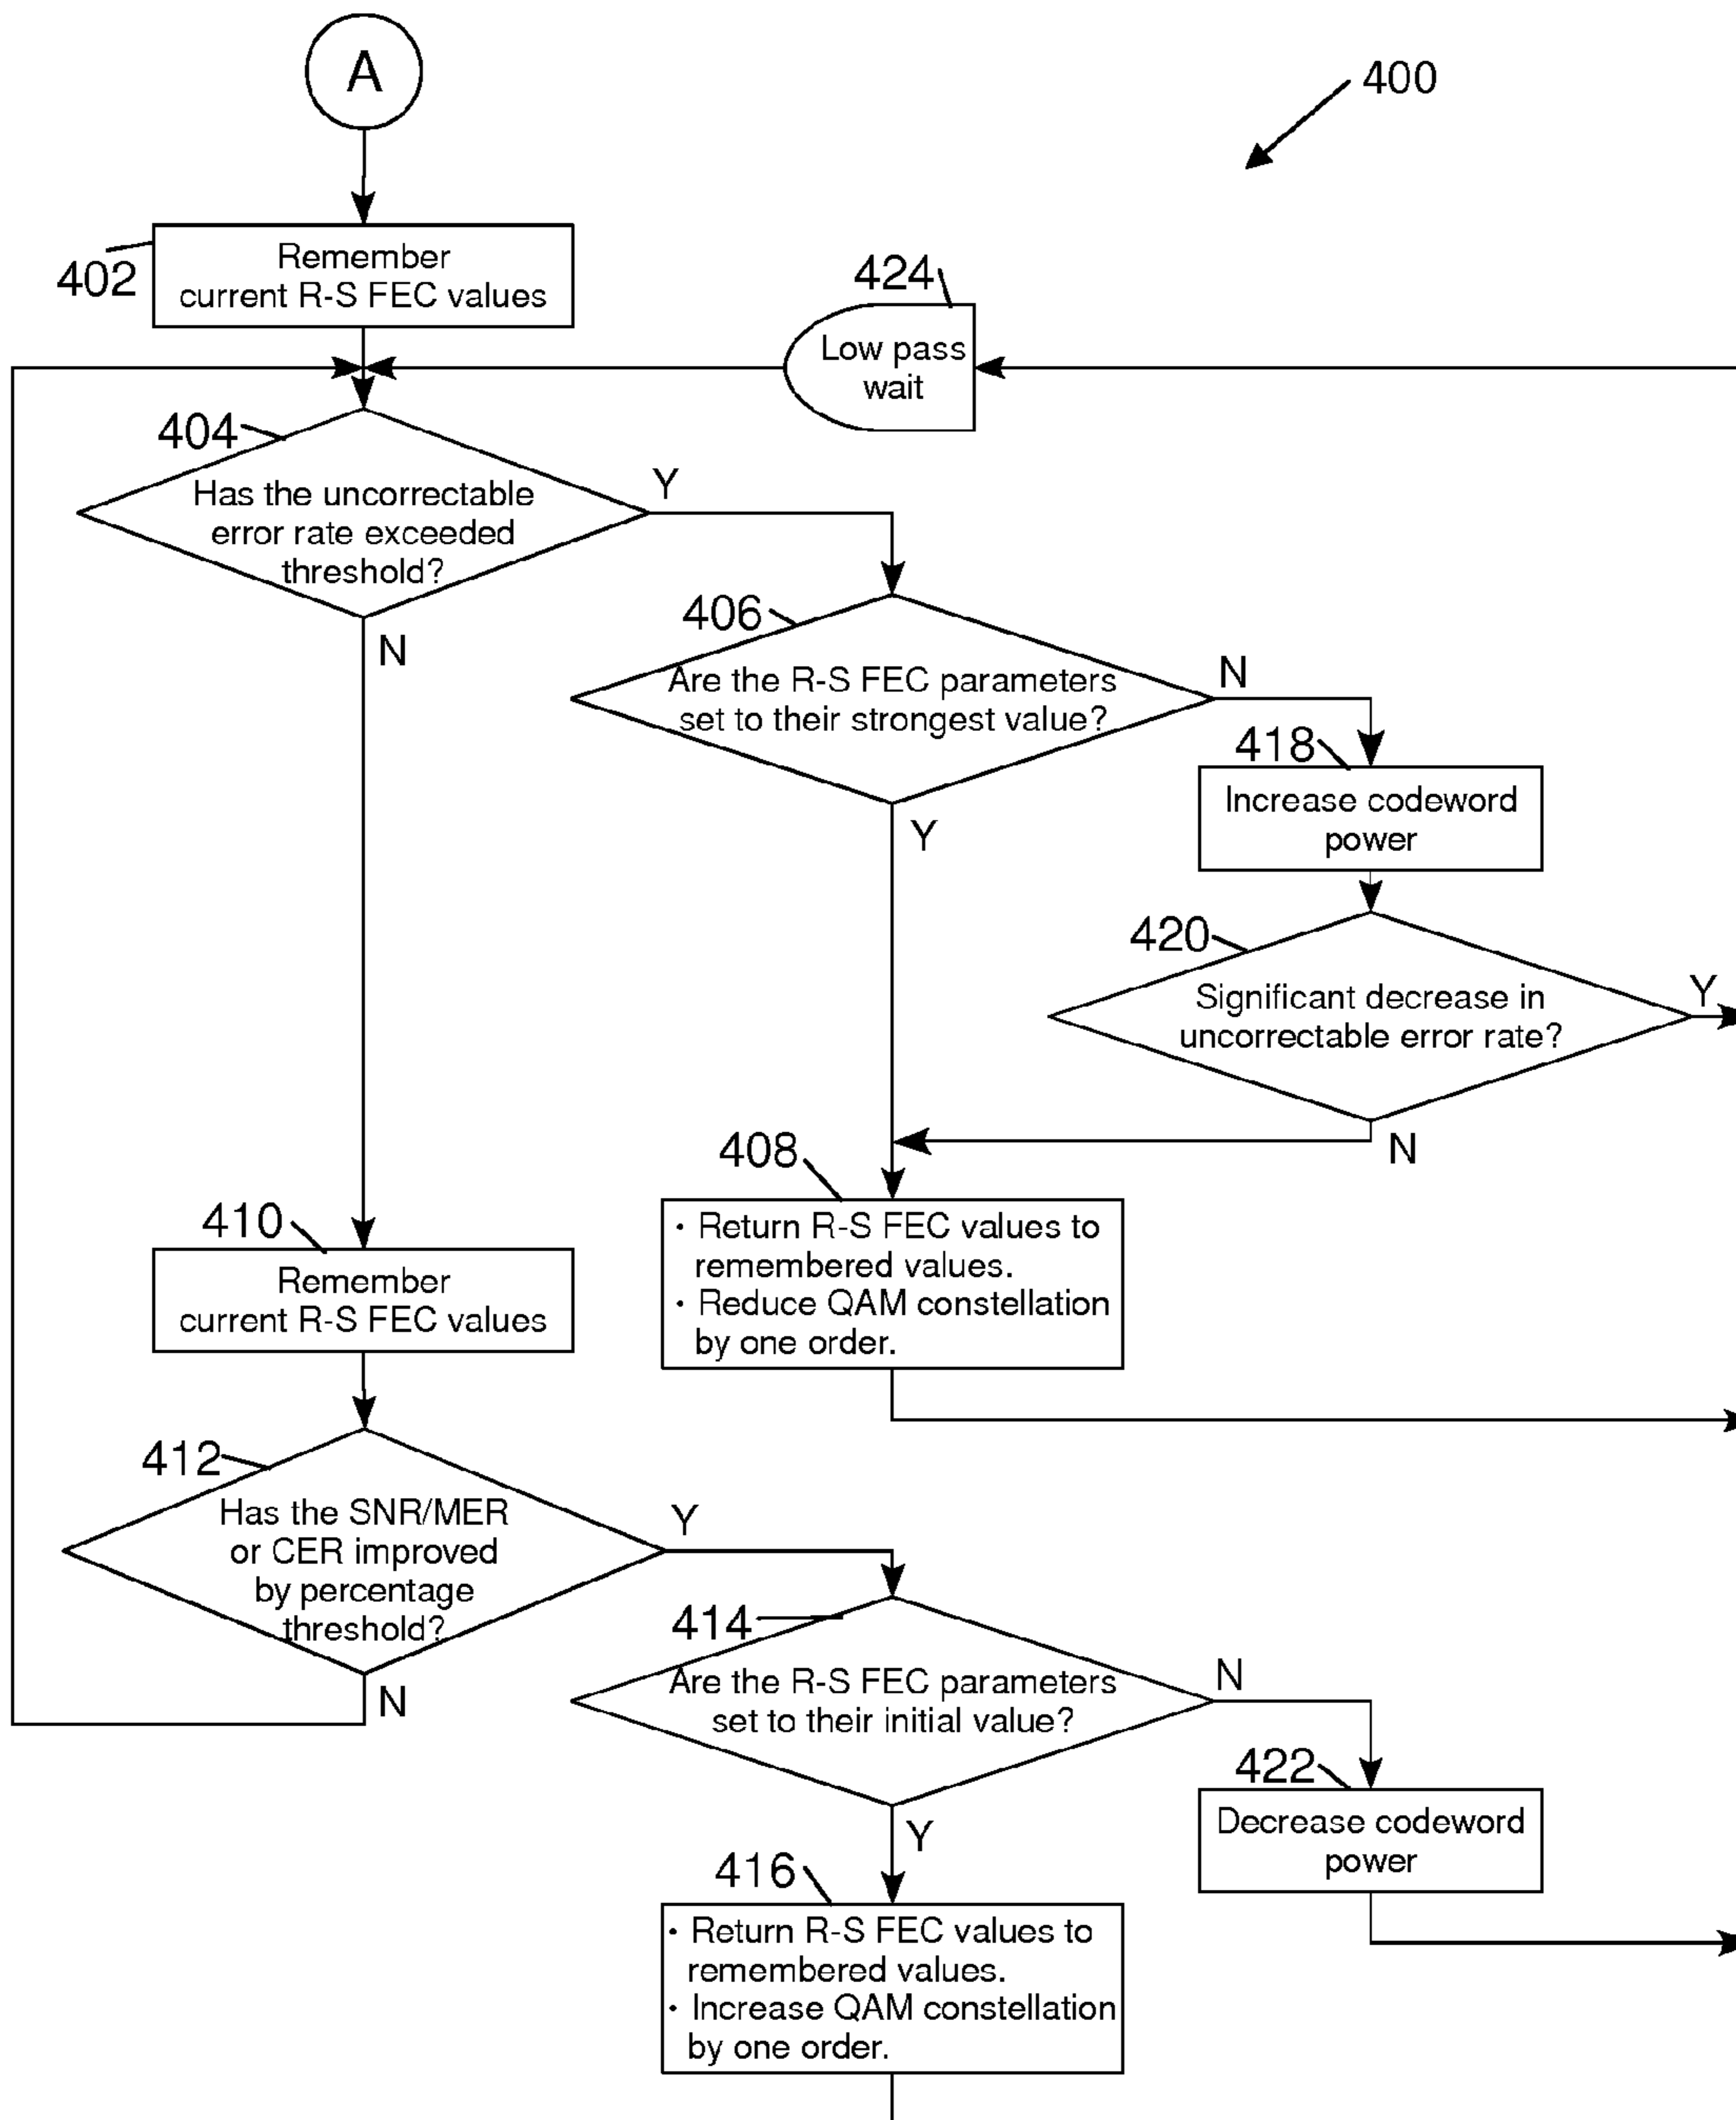 A
400
402
Remember
current R-S FEC values
424
Low pass
wait
404
Has the uncorrectable
error rate exceeded
threshold?
Y
N
406
Are the R-S FEC parameters
set to their strongest value?
N
Y
418
Increase codeword
power
420
Significant decrease in
uncorrectable error rate?
Y
N
408
· Return R-S FEC values to
remembered values.
· Reduce QAM constellation
by one order.
410
Remember
current R-S FEC values
412
Has the SNR/MER
or CER improved
by percentage
threshold?
Y
N
414
Are the R-S FEC parameters
set to their initial value?
N
Y
422
Decrease codeword
power
416
· Return R-S FEC values to
remembered values.
· Increase QAM constellation
by one order.